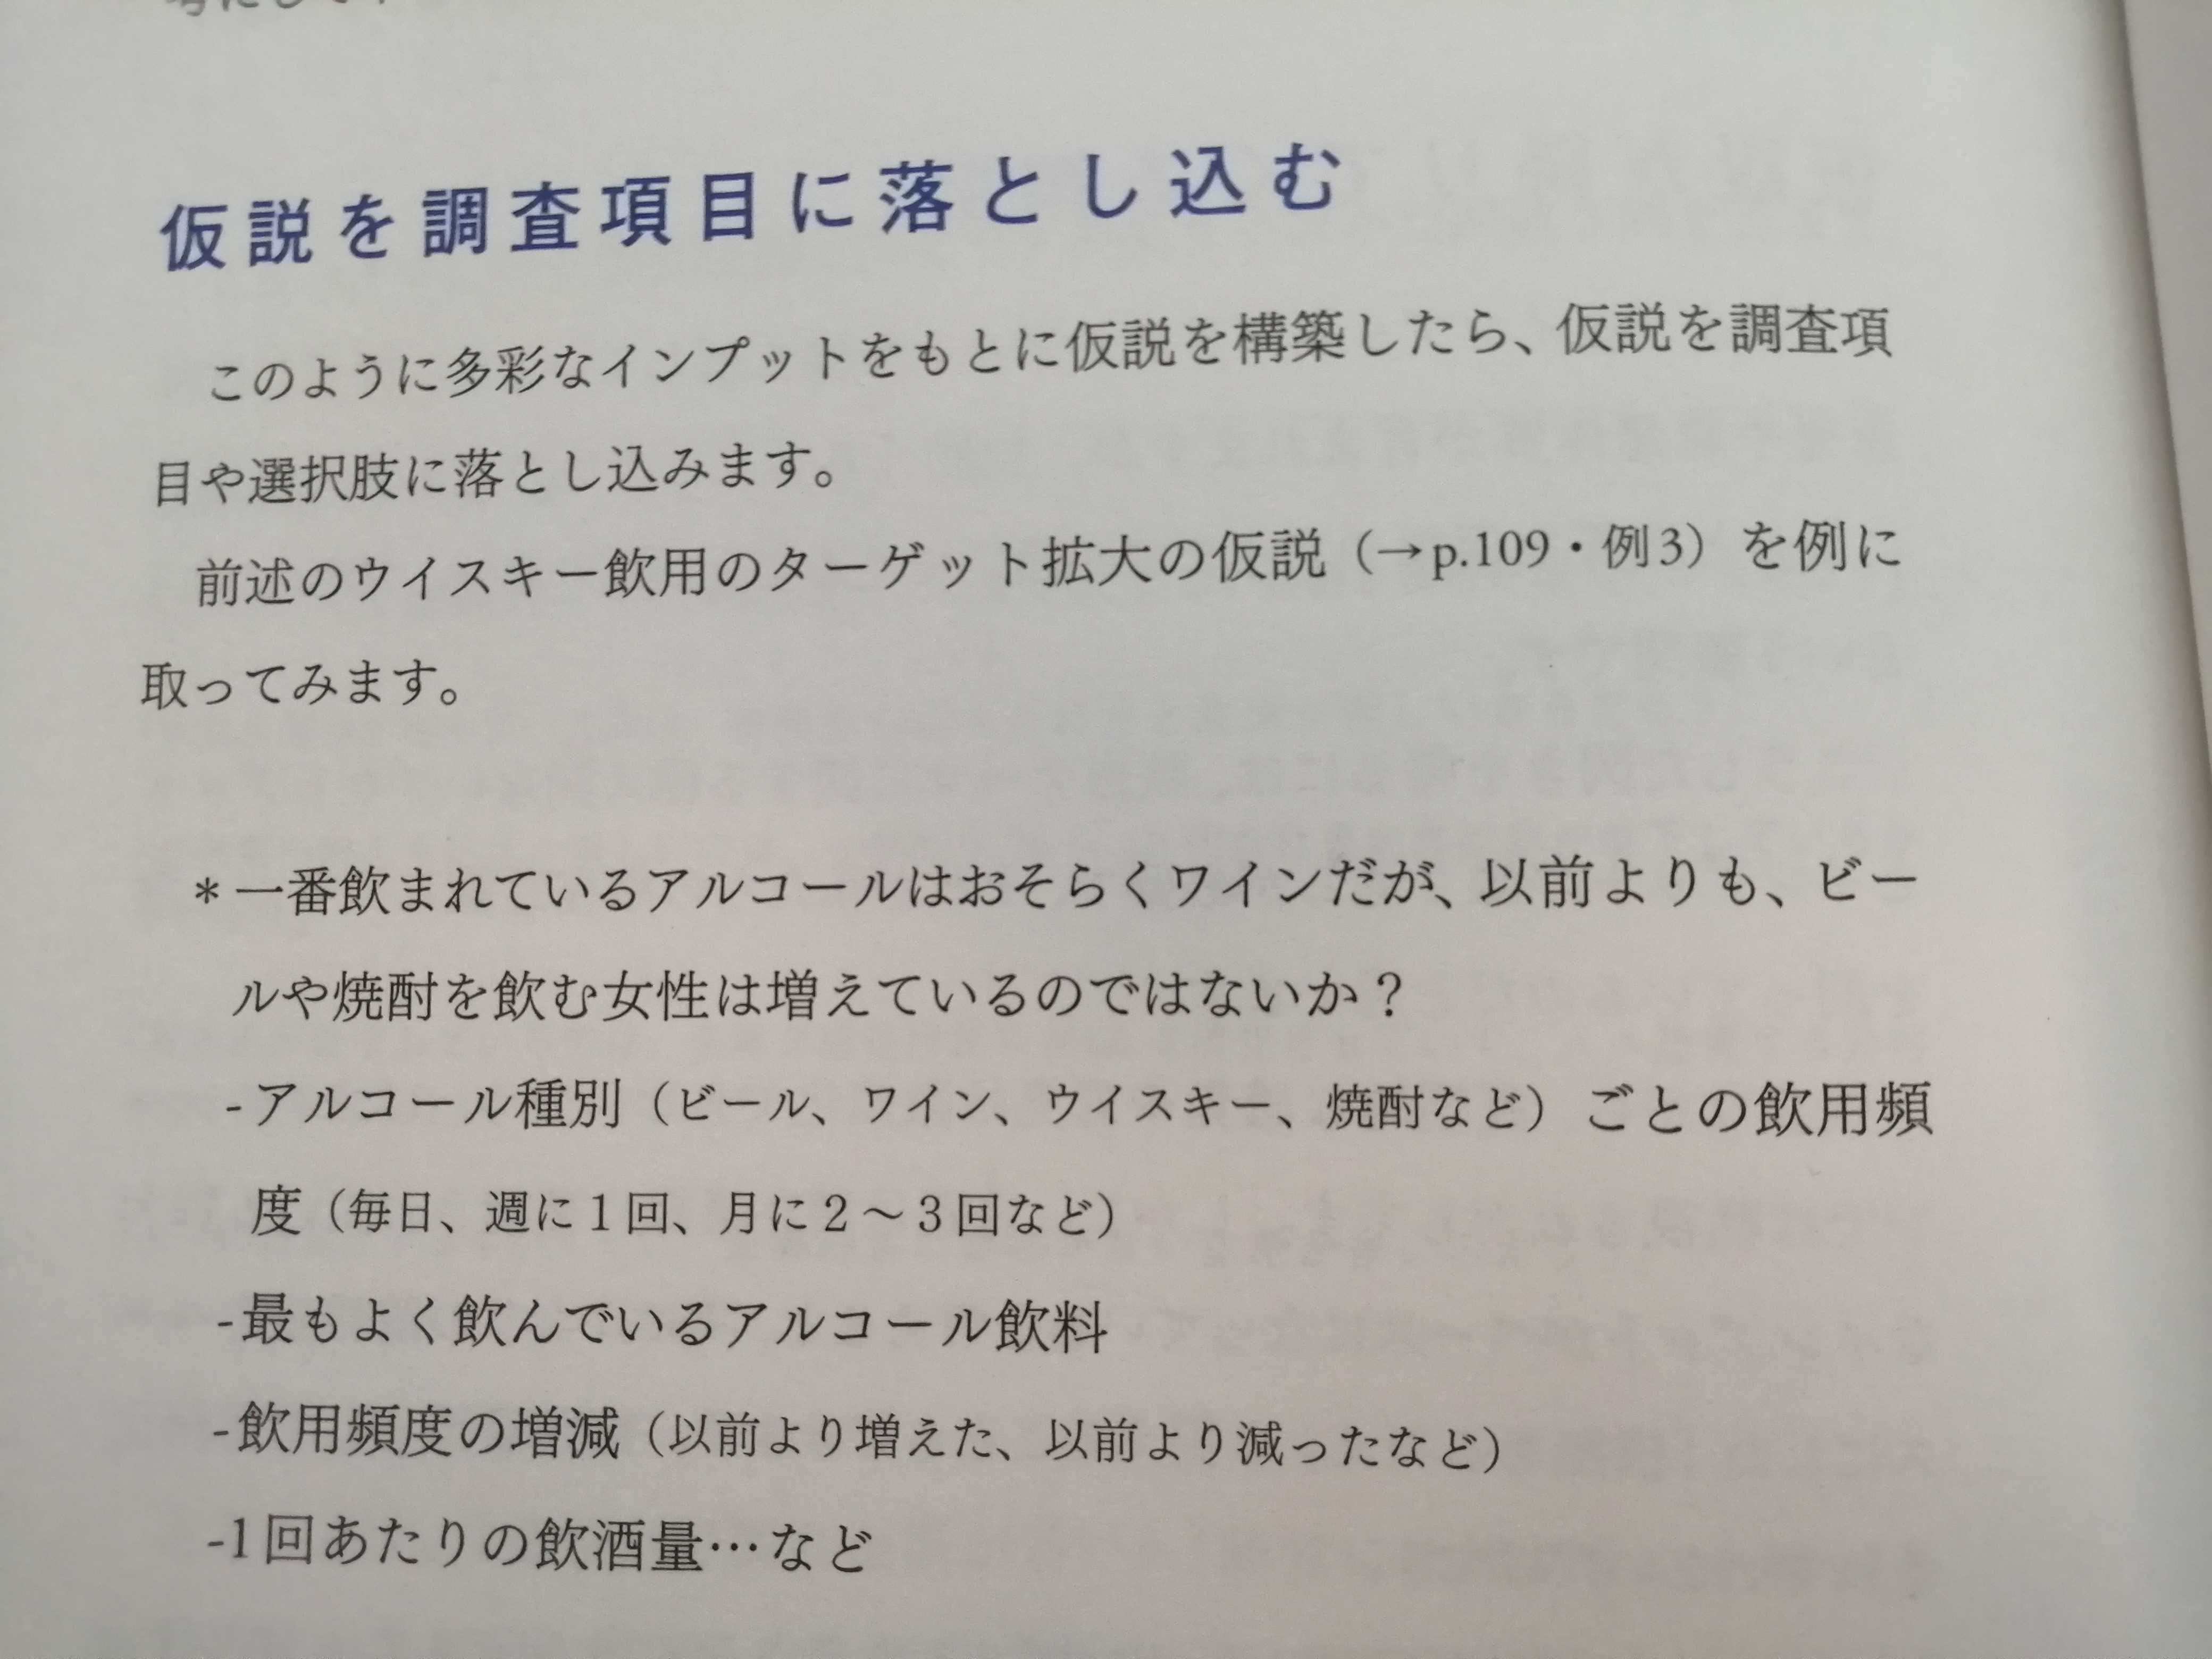 仮説を調査項目に落とし込む
このように多彩なインプットをもとに仮説を構築したら、仮説を調査項
目や選択肢に落とし込みます。
前述のウイスキー飲用のターゲット拡大の仮説（→p.109・例3）を例に
取ってみます。
＊一番飲まれているアルコールはおそらくワインだが、以前よりも、ビー
ルや焼酎を飲む女性は増えているのではないか？
-アルコール種別（ビール、ワイン、ウイスキー、焼酎など）ごとの飲用頻
度（毎日、週に1回、月に2〜3回など）
-最もよく飲んでいるアルコール飲料
-飲用頻度の増減（以前より増えた、以前より減ったなど）
-1回あたりの飲酒量…など